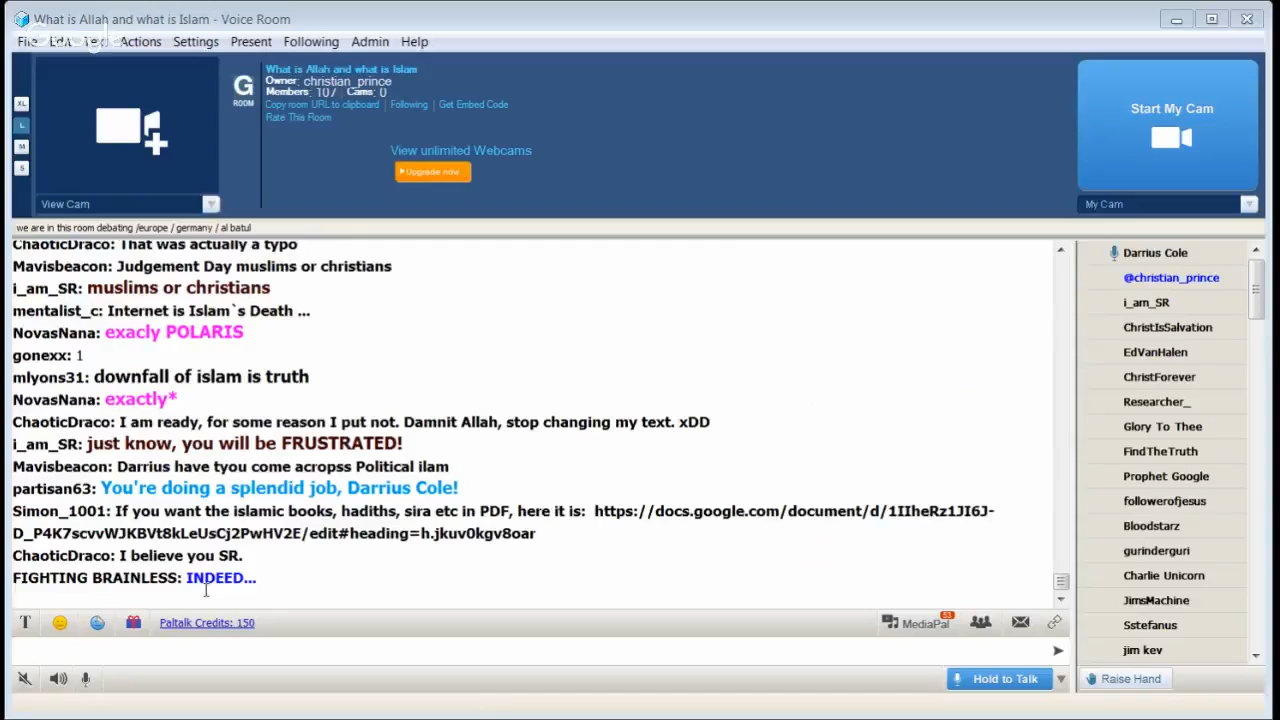 What is Allah and what is Islam - Voice Room
Google
File Edit Text Actions Settings Present Following Admin Help
XL
L
M
S
G
ROOM
What is Allah and what is Islam
Owner: christian_prince
Members: 107 Cams: 0
Copy room URL to clipboard | Following | Get Embed Code
Rate This Room
View unlimited Webcams
Upgrade now
Start My Cam
View Cam
My Cam
we are in this room debating /europe / germany / al batul
ChaoticDraco: That was actually a typo
Mavisbeacon: Judgement Day muslims or christians
i_am_SR: muslims or christians
mentalist_c: Internet is Islam`s Death ...
NovasNana: exacly POLARIS
gonexx: 1
mlyons31: downfall of islam is truth
NovasNana: exactly*
ChaoticDraco: I am ready, for some reason I put not. Damnit Allah, stop changing my text. xDD
i_am_SR: just know, you will be FRUSTRATED!
Mavisbeacon: Darrius have tyou come acropss Political ilam
partisan63: You're doing a splendid job, Darrius Cole!
Simon_1001: If you want the islamic books, hadiths, sira etc in PDF, here it is: https://docs.google.com/document/d/1IIheRz1JI6J-
D_P4K7scvvWJKBVt8kLeUsCj2PwHV2E/edit#heading=h.jkuv0kgv8oar
ChaoticDraco: I believe you SR.
FIGHTING BRAINLESS: INDEED...
Darrius Cole
@christian_prince
i_am_SR
ChristIsSalvation
EdVanHalen
ChristForever
Researcher_
Glory To Thee
FindTheTruth
Prophet Google
followerofjesus
Bloodstarz
gurinderguri
Charlie Unicorn
JimsMachine
Sstefanus
jim kev
T
Paltalk Credits: 150
MediaPal
53
Hold to Talk
Raise Hand